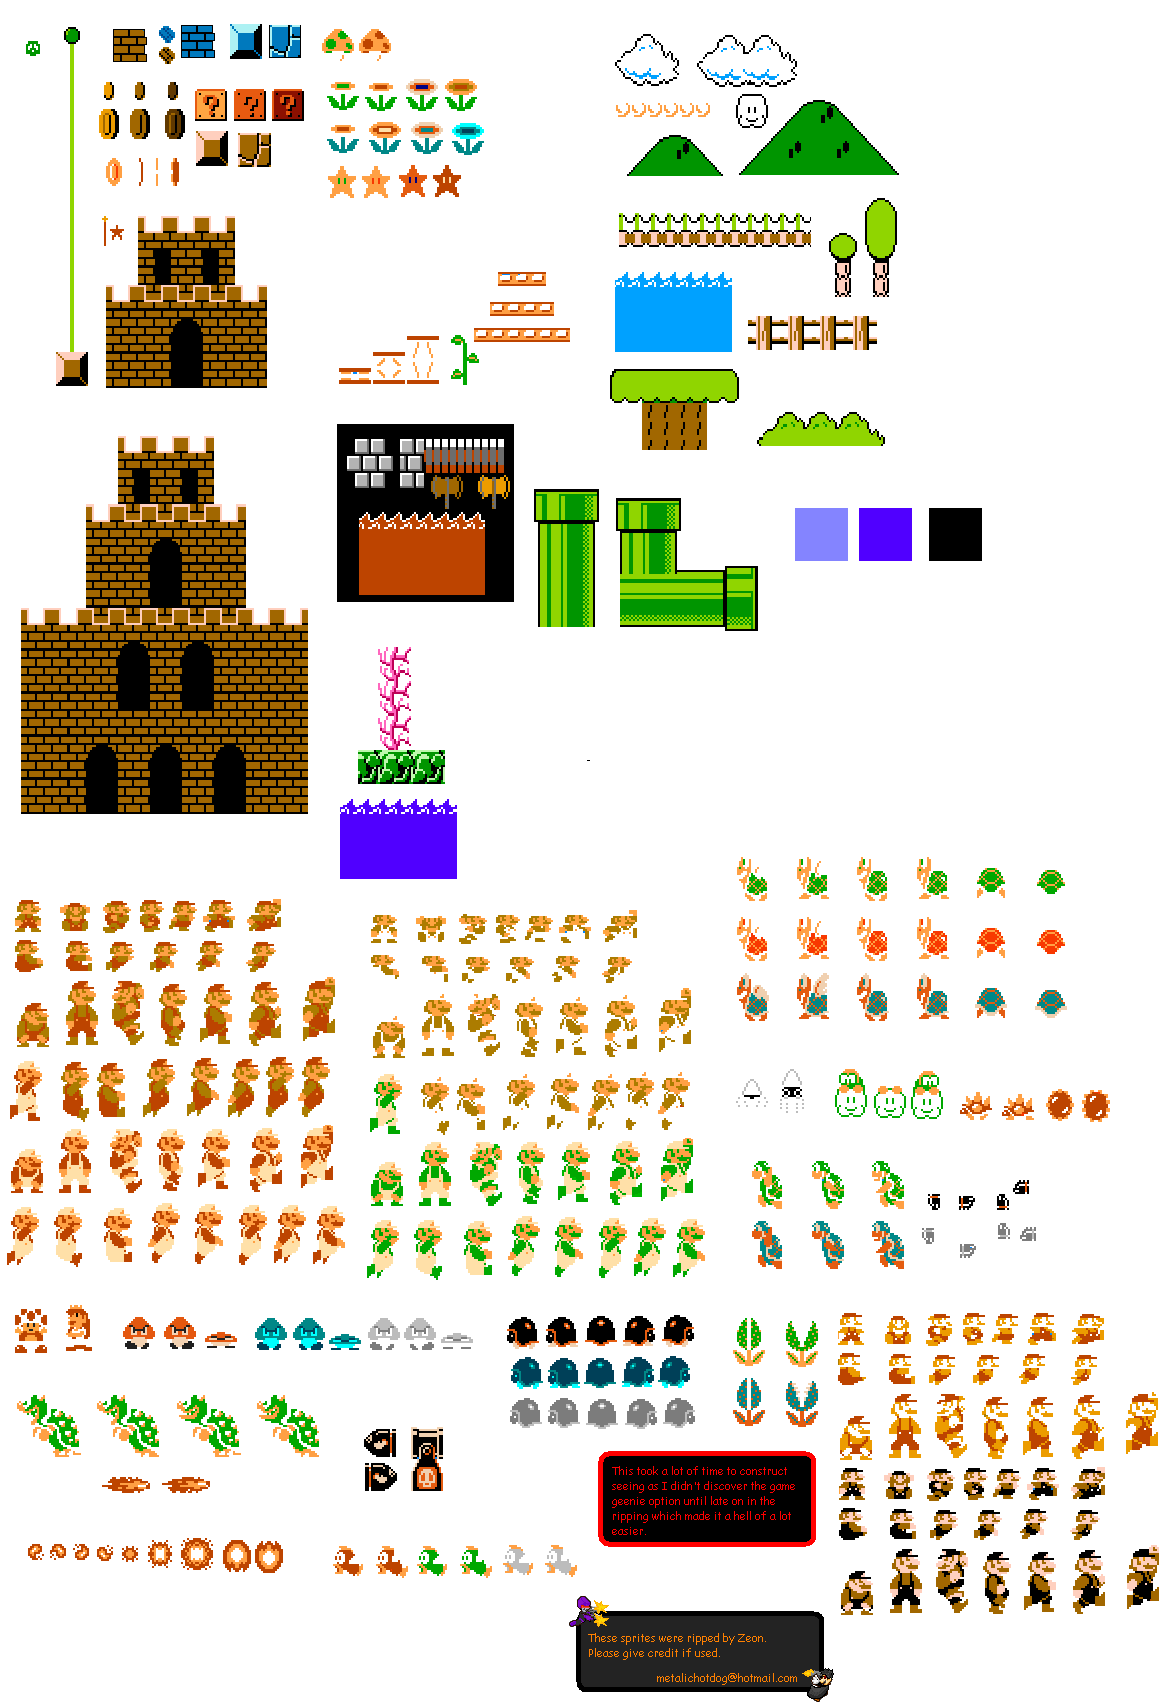 This took a lot of time to construct
seeing as I didn't discover the game
geenie option until late on in the
ripping which made it a hell of a lot
easier.
These sprites were ripped by Zeon.
Please give credit if used.
metalichotdog@hotmail.com